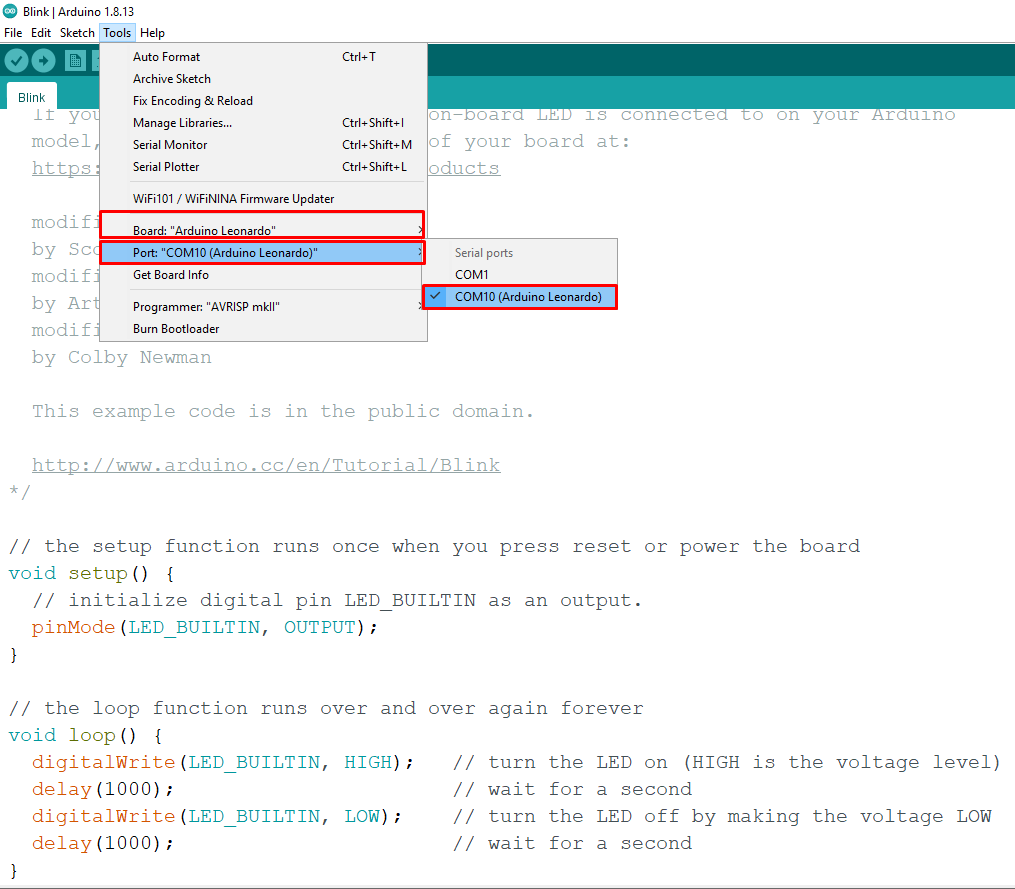 Blink | Arduino 1.8.13
File Edit Sketch Tools Help
Auto Format Ctrl+T
Archive Sketch
Fix Encoding & Reload
Manage Libraries... Ctrl+Shift+I
Serial Monitor Ctrl+Shift+M
Serial Plotter Ctrl+Shift+L
WiFi101 / WiFiNINA Firmware Updater
Board: "Arduino Leonardo"
Port: "COM10 (Arduino Leonardo)"
Get Board Info
Programmer: "AVRISP mkII"
Burn Bootloader
Serial ports
COM1
COM10 (Arduino Leonardo)
Blink
If you on-board LED is connected to on your Arduino
model, of your board at:
https: oducts
modifi
by Sco
modifi
by Art
modifi
by Colby Newman
This example code is in the public domain.
http://www.arduino.cc/en/Tutorial/Blink
*/
// the setup function runs once when you press reset or power the board
void setup() {
// initialize digital pin LED_BUILTIN as an output.
pinMode(LED_BUILTIN, OUTPUT);
}
// the loop function runs over and over again forever
void loop() {
digitalWrite(LED_BUILTIN, HIGH); // turn the LED on (HIGH is the voltage level)
delay(1000); // wait for a second
digitalWrite(LED_BUILTIN, LOW); // turn the LED off by making the voltage LOW
delay(1000); // wait for a second
}